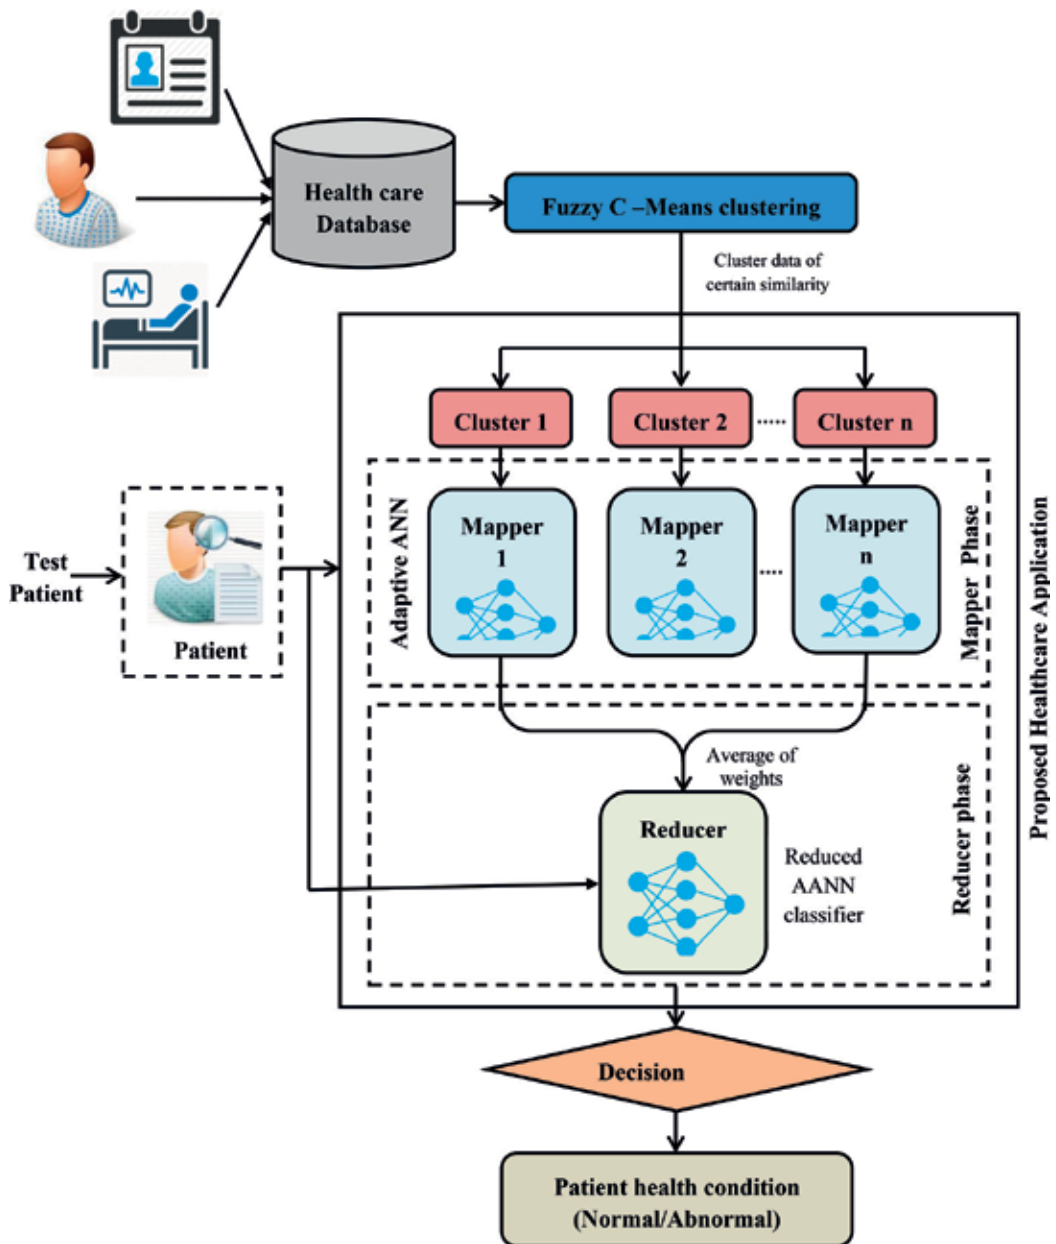 Health care
Database
Fuzzy C –Means clustering
Cluster data of
certain similarity
Cluster 1
Cluster 2
.....
Cluster n
Adaptive ANN
Mapper
1
Mapper
2
....
Mapper
n
Mapper Phase
Proposed Healthcare Application
Test
Patient
Patient
Average of
weights
Reducer
Reduced
AANN
classifier
Reducer phase
Decision
Patient health condition
(Normal/Abnormal)